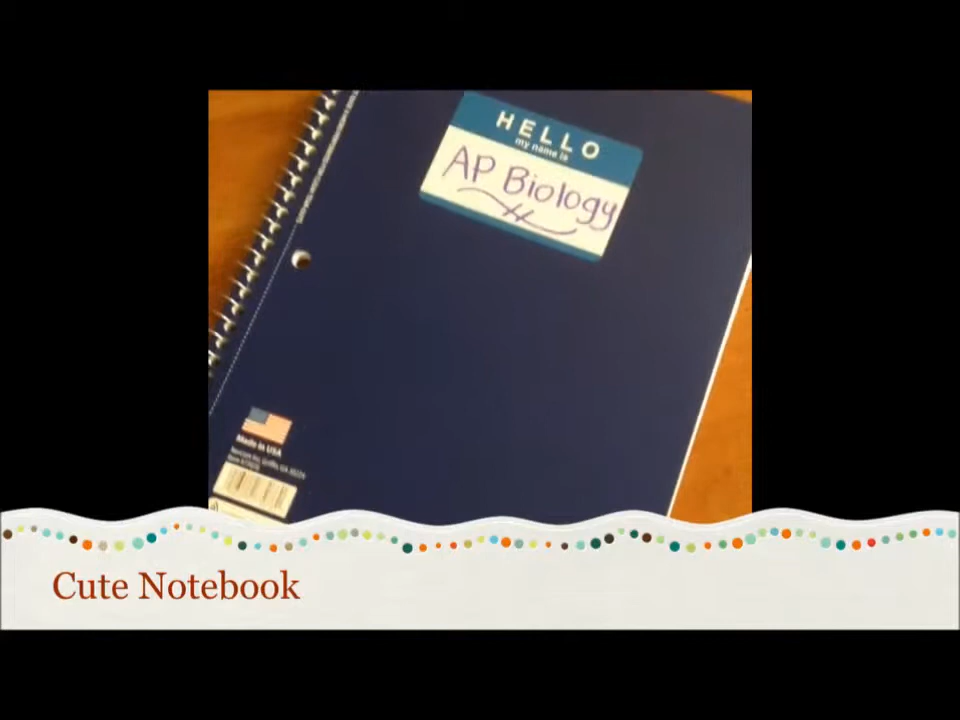 HELLO
my name is
AP Biology
Made in USA
Cute Notebook